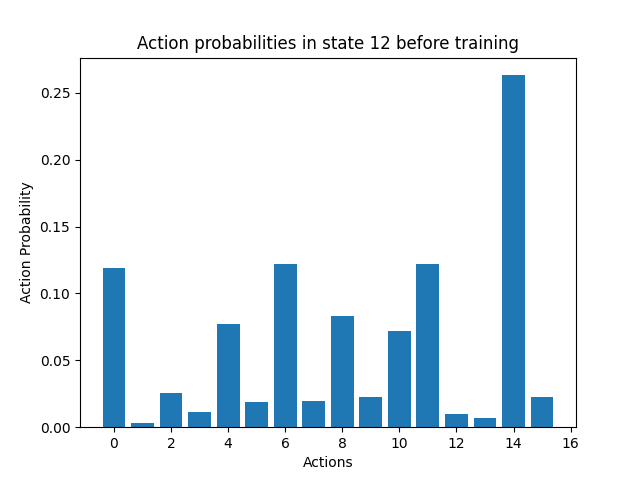 Action probabilities in state 12 before training
0.25
0.20
0.15
0.10
0.05
0.00
Action Probability
0 2 4 6 8 10 12 14 16
Actions